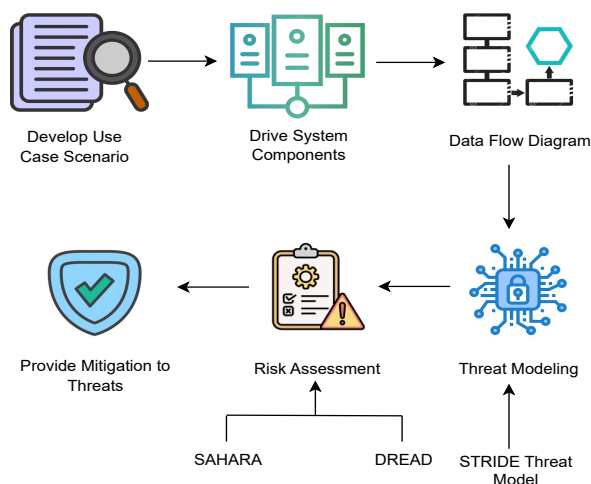 Develop Use
Case Scenario
Drive System
Components
Data Flow Diagram
Provide Mitigation to
Threats
Risk Assessment
Threat Modeling
SAHARA
DREAD
STRIDE Threat
Model